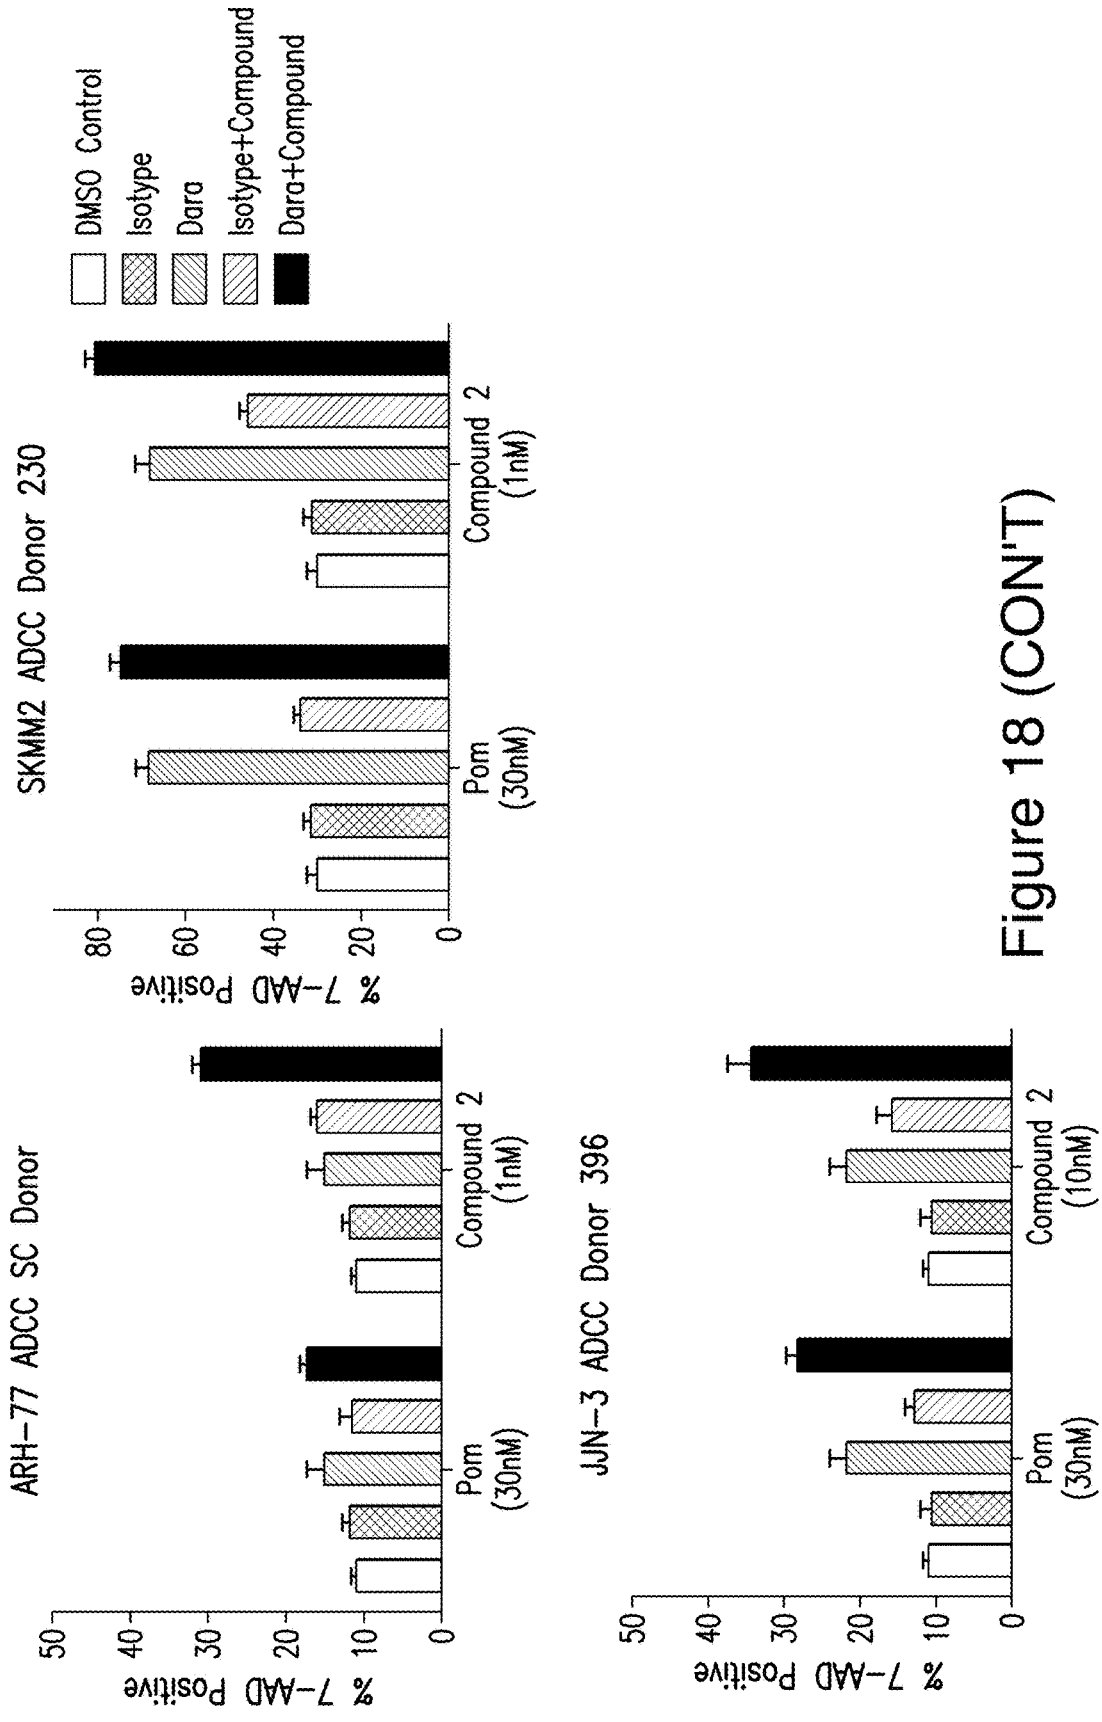 ARH-77 ADCC SC Donor
% 7-AAD Positive
50
40
30
20
10
0
Pom
(30nM)
Compound 2
(1nM)
SKMM2 ADCC Donor 230
% 7-AAD Positive
80
60
40
20
0
Pom
(30nM)
Compound 2
(1nM)
DMSO Control
Isotype
Dara
Isotype+Compound
Dara+Compound
JJN-3 ADCC Donor 396
% 7-AAD Positive
50
40
30
20
10
0
Pom
(30nM)
Compound 2
(10nM)
Figure 18 (CON'T)